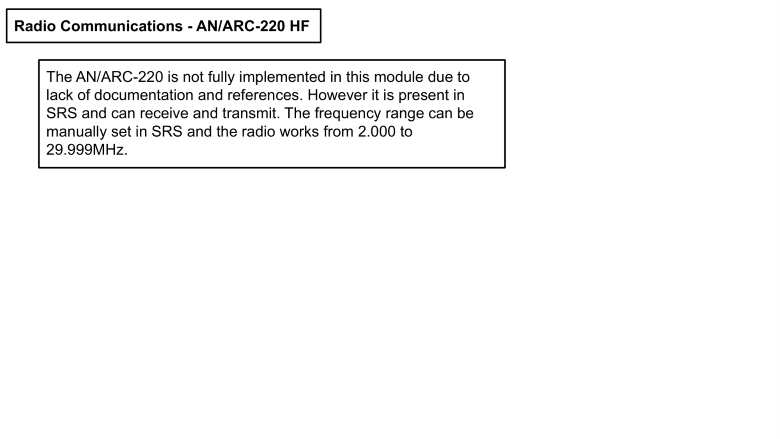 Radio Communications - AN/ARC-220 HF
The AN/ARC-220 is not fully implemented in this module due to
lack of documentation and references. However it is present in
SRS and can receive and transmit. The frequency range can be
manually set in SRS and the radio works from 2.000 to
29.999MHz.